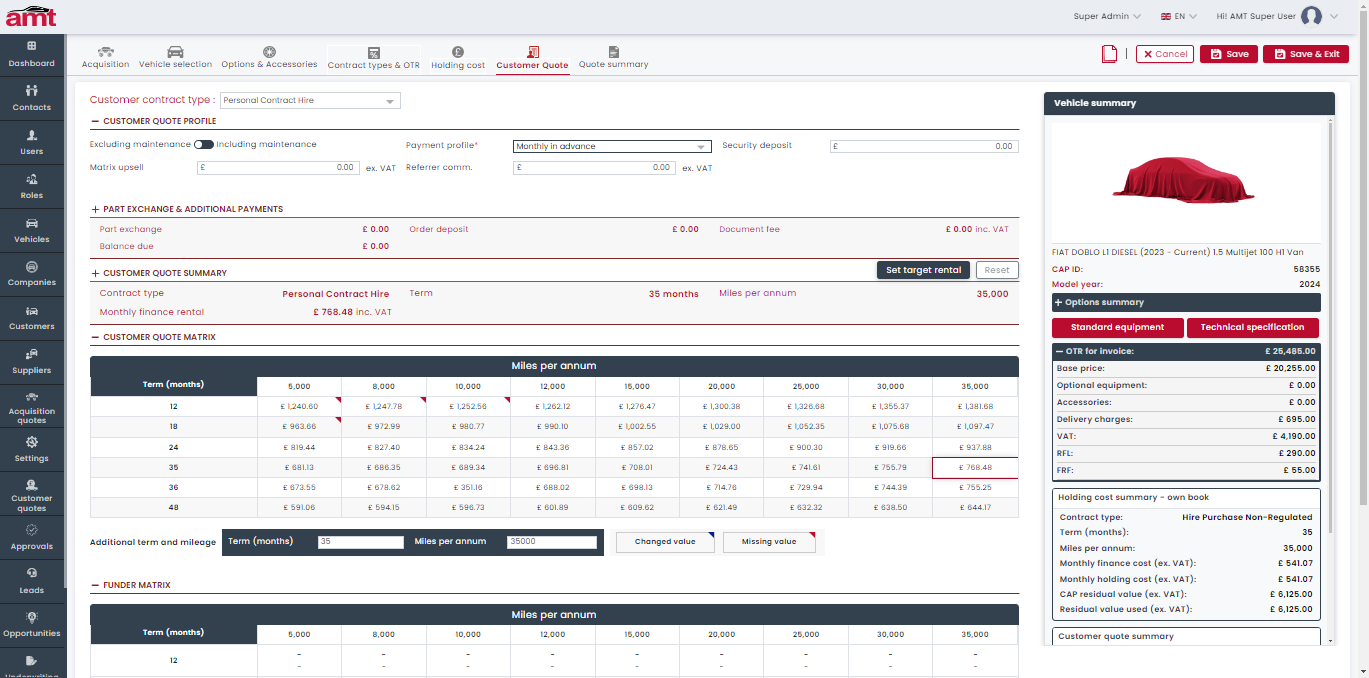 amt
Super Admin
EN
Hi! AMT Super User
Dashboard
Contacts
Users
Roles
Vehicles
Companies
Customers
Suppliers
Acquisition quotes
Settings
Customer quotes
Approvals
Leads
Opportunities
Underwriting
Acquisition
Vehicle selection
Options & Accessories
Contract types & OTR
Holding cost
Customer Quote
Quote summary
Cancel
Save
Save & Exit
Customer contract type : Personal Contract Hire
CUSTOMER QUOTE PROFILE
Excluding maintenance Including maintenance
Payment profile* Monthly in advance
Security deposit £ 0.00
Matrix upsell £ 0.00 ex. VAT
Referrer comm. £ 0.00 ex. VAT
+ PART EXCHANGE & ADDITIONAL PAYMENTS
Part exchange £ 0.00 Order deposit £ 0.00 Document fee £ 0.00 inc. VAT
Balance due £ 0.00
+ CUSTOMER QUOTE SUMMARY
Set target rental
Reset
Contract type Personal Contract Hire Term 35 months Miles per annum 35,000
Monthly finance rental £ 768.48 inc. VAT
CUSTOMER QUOTE MATRIX
Term (months) Miles per annum
5,000 8,000 10,000 12,000 15,000 20,000 25,000 30,000 35,000
12 £ 1,240.60 £ 1,247.78 £ 1,252.56 £ 1,262.12 £ 1,276.47 £ 1,300.38 £ 1,326.68 £ 1,355.37 £ 1,381.68
18 £ 963.66 £ 972.99 £ 980.77 £ 990.10 £ 1,002.55 £ 1,029.00 £ 1,052.35 £ 1,075.68 £ 1,097.47
24 £ 819.44 £ 827.40 £ 834.24 £ 843.36 £ 857.02 £ 878.65 £ 900.30 £ 919.66 £ 937.88
35 £ 681.13 £ 686.35 £ 689.34 £ 696.81 £ 708.01 £ 724.43 £ 741.61 £ 755.79 £ 768.48
36 £ 673.55 £ 678.62 £ 351.16 £ 688.02 £ 698.13 £ 714.76 £ 729.94 £ 744.39 £ 755.25
48 £ 591.06 £ 594.15 £ 596.73 £ 601.89 £ 609.62 £ 621.49 £ 632.32 £ 638.50 £ 644.17
Additional term and mileage Term (months) 35 Miles per annum 35000 Changed value Missing value
FUNDER MATRIX
Term (months) Miles per annum
5,000 8,000 10,000 12,000 15,000 20,000 25,000 30,000 35,000
12 - - - - - - - - -
- - - - - - - - -
Vehicle summary
FIAT DOBLO L1 DIESEL (2023 - Current) 1.5 Multijet 100 H1 Van
CAP ID: 58355
Model year: 2024
+ Options summary
Standard equipment
Technical specification
OTR for invoice: £ 25,485.00
Base price: £ 20,255.00
Optional equipment: £ 0.00
Accessories: £ 0.00
Delivery charges: £ 695.00
VAT: £ 4,190.00
RFL: £ 290.00
FRF: £ 55.00
Holding cost summary - own book
Contract type: Hire Purchase Non-Regulated
Term (months): 35
Miles per annum: 35,000
Monthly finance cost (ex. VAT): £ 541.07
Monthly holding cost (ex. VAT): £ 541.07
CAP residual value (ex. VAT): £ 6,125.00
Residual value used (ex. VAT): £ 6,125.00
Customer quote summary